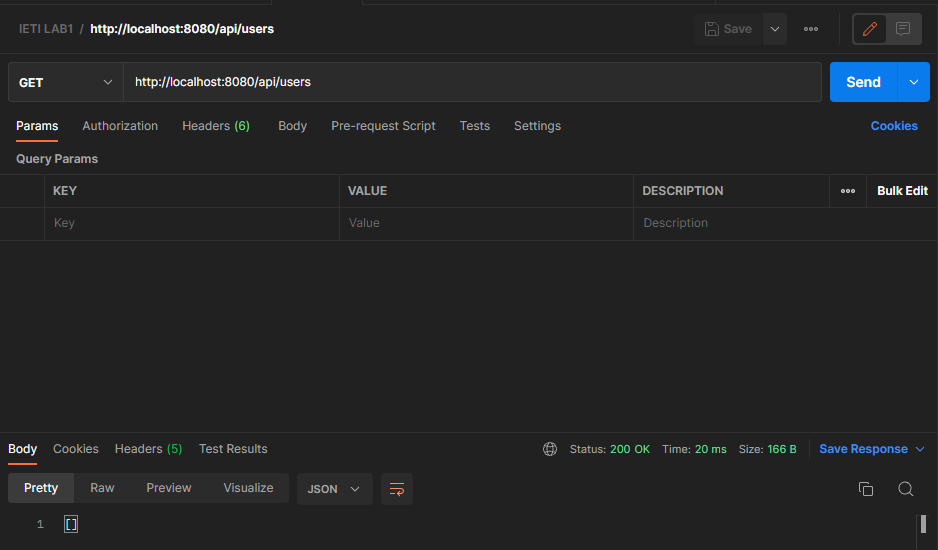 IETI LAB1 / http://localhost:8080/api/users Save
GET http://localhost:8080/api/users Send
Params Authorization Headers (6) Body Pre-request Script Tests Settings Cookies
Query Params
KEY VALUE DESCRIPTION Bulk Edit
Key Value Description
Body Cookies Headers (5) Test Results Status: 200 OK Time: 20 ms Size: 166 B Save Response
Pretty Raw Preview Visualize JSON
1 []